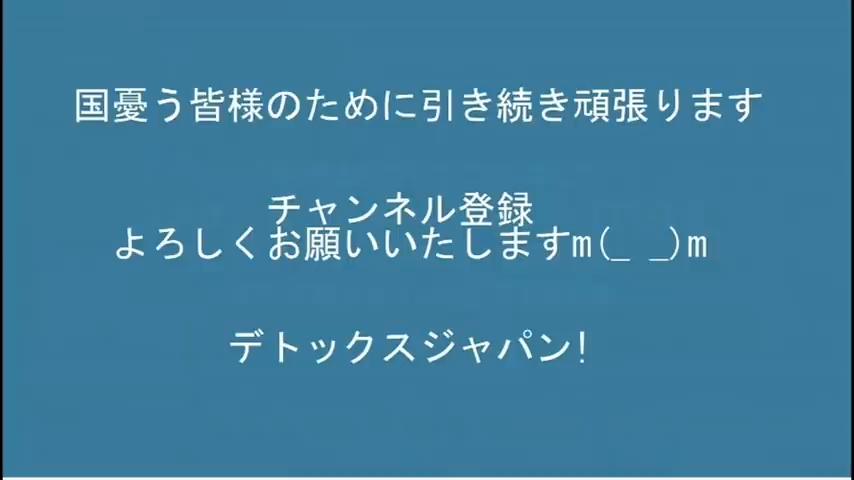 国憂う皆様のために引き続き頑張ります
チャンネル登録
よろしくお願いいたしますm(_ _)m
デトックスジャパン!